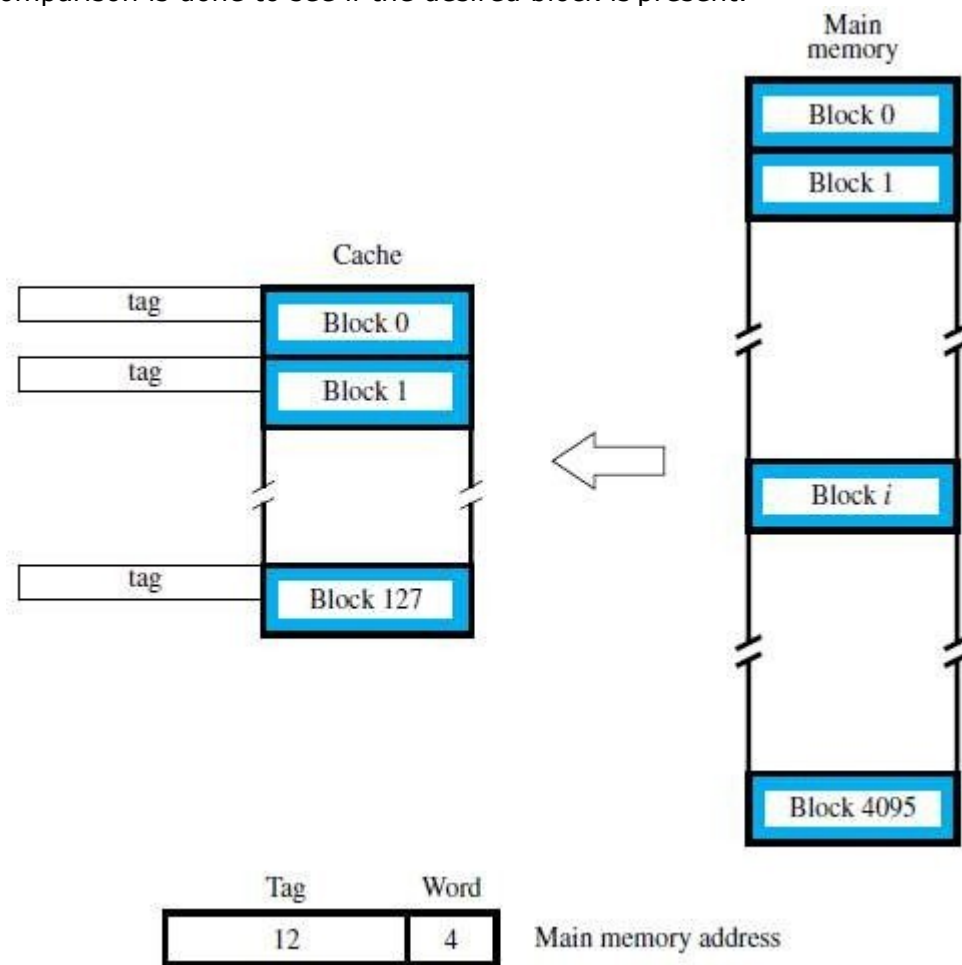 omparison is done to see if the desired block is present.
Main
memory
Block 0
Block 1
Cache
tag
Block 0
tag
Block 1
Block i
tag
Block 127
Block 4095
Tag
Word
12
4
Main memory address